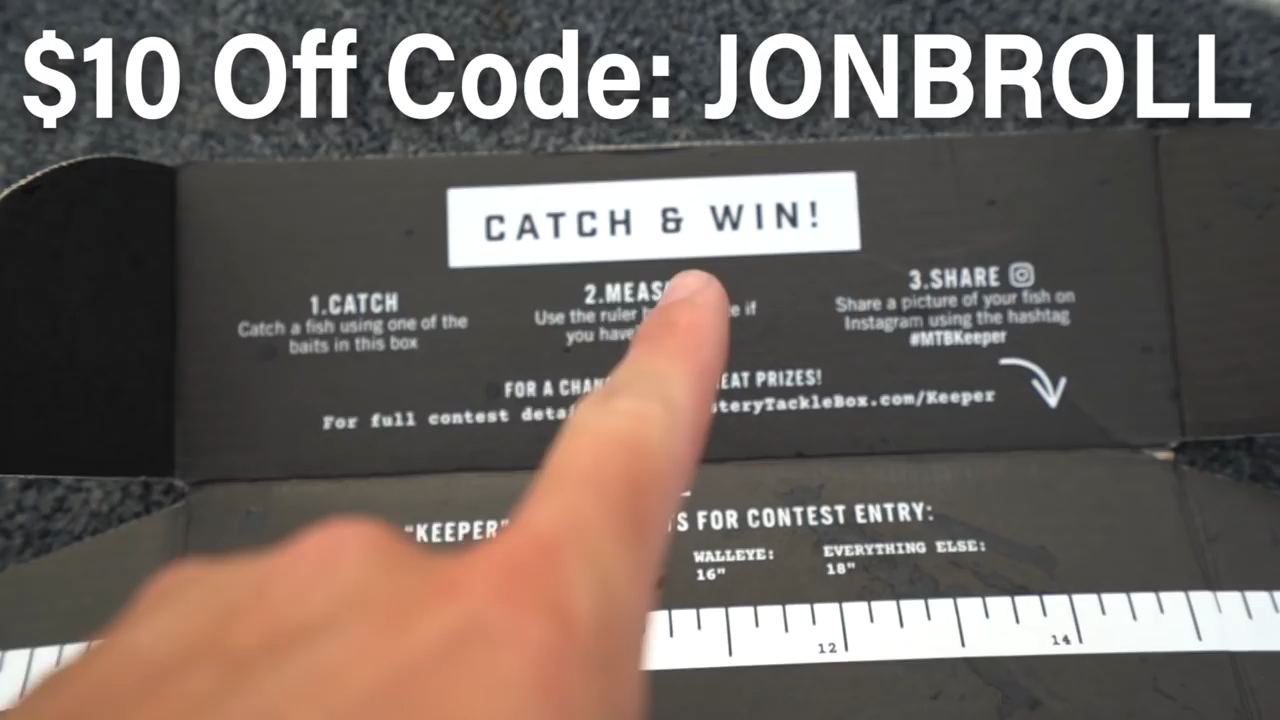 $10 Off Code: JONBROLL
CATCH & WIN!
1.CATCH
Catch a fish using one of the
baits in this box
2.MEAS
Use the ruler if
you have
3.SHARE
Share a picture of your fish on
Instagram using the hashtag
#MTBKeeper
FOR A PRIZES!
For full contest steryTackleBox.com/Keeper
"KEEPER" FOR CONTEST ENTRY:
WALLEYE: EVERYTHING ELSE:
16" 18"
12 14